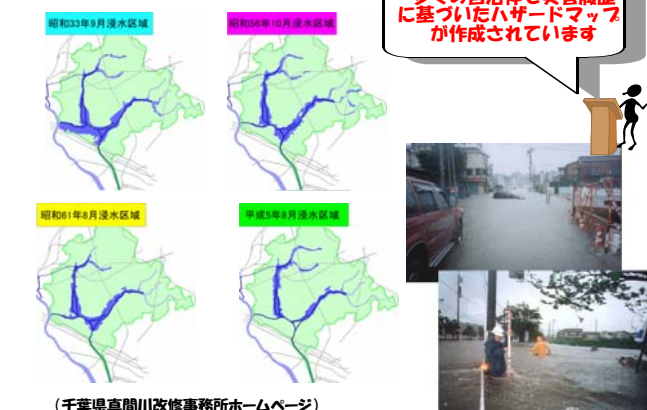 に基づいたハザードマップ
が作成されています
昭和33年9月浸水区域
昭和56年10月浸水区域
昭和61年8月浸水区域
平成5年8月浸水区域
(千葉県真間川改修事務所ホームページ)